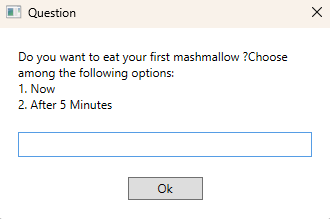 Question
Do you want to eat your first mashmallow ?Choose
among the following options:
1. Now
2. After 5 Minutes
Ok